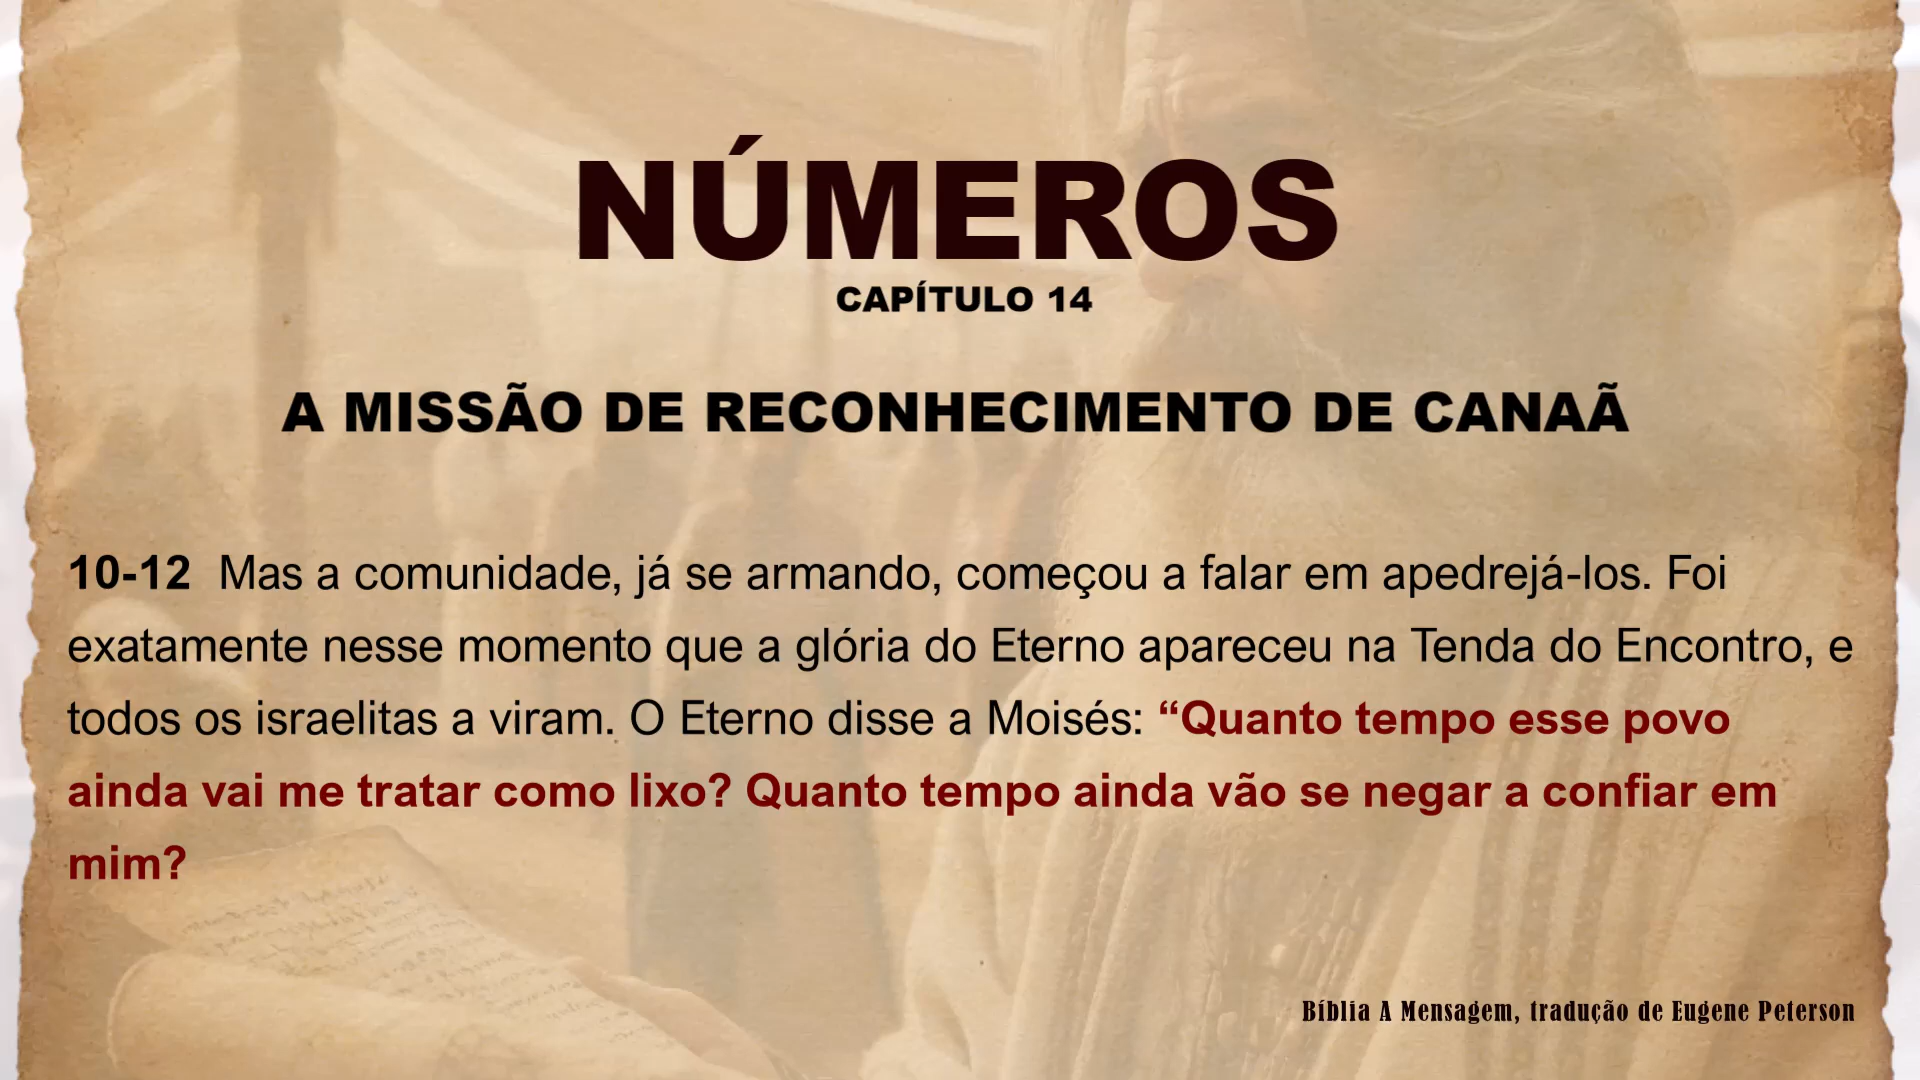 NÚMEROS
CAPÍTULO 14
A MISSÃO DE RECONHECIMENTO DE CANAÃ
10-12 Mas a comunidade, já se armando, começou a falar em apedrejá-los. Foi
exatamente nesse momento que a glória do Eterno apareceu na Tenda do Encontro, e
todos os israelitas a viram. O Eterno disse a Moisés: “Quanto tempo esse povo
ainda vai me tratar como lixo? Quanto tempo ainda vão se negar a confiar em
mim?
Bíblia A Mensagem, tradução de Eugene Peterson